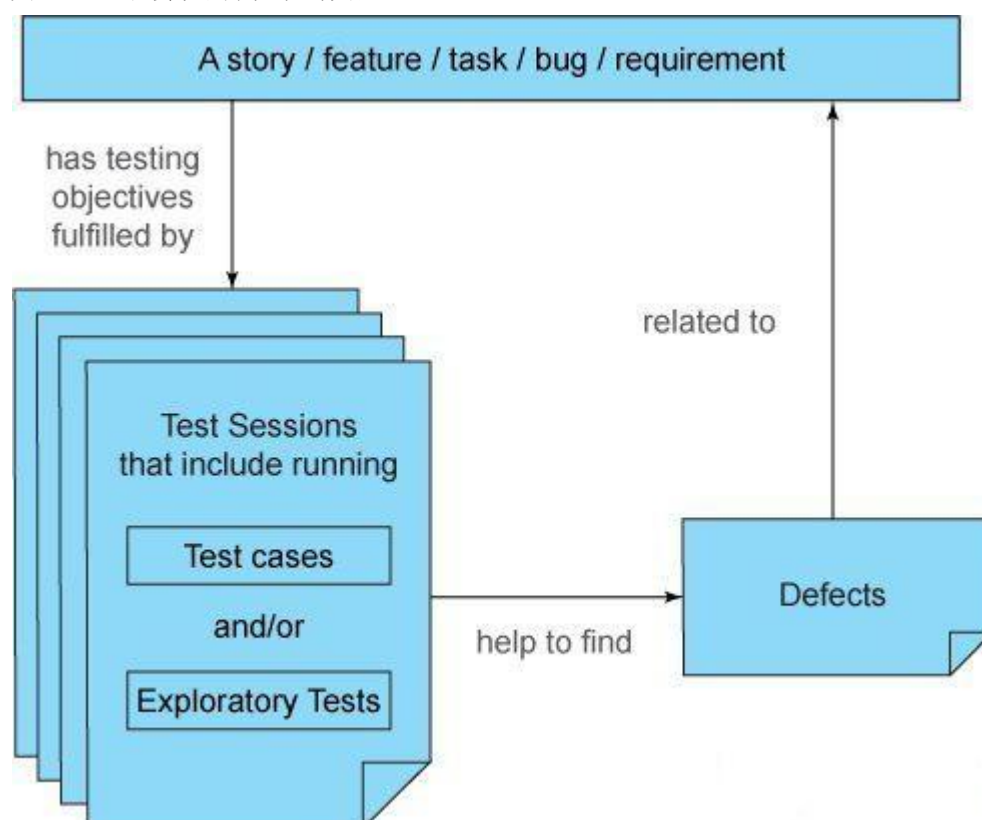 A story / feature / task / bug / requirement
has testing
objectives
fulfilled by
related to
Test Sessions
that include running
Test cases
and/or
Exploratory Tests
help to find
Defects